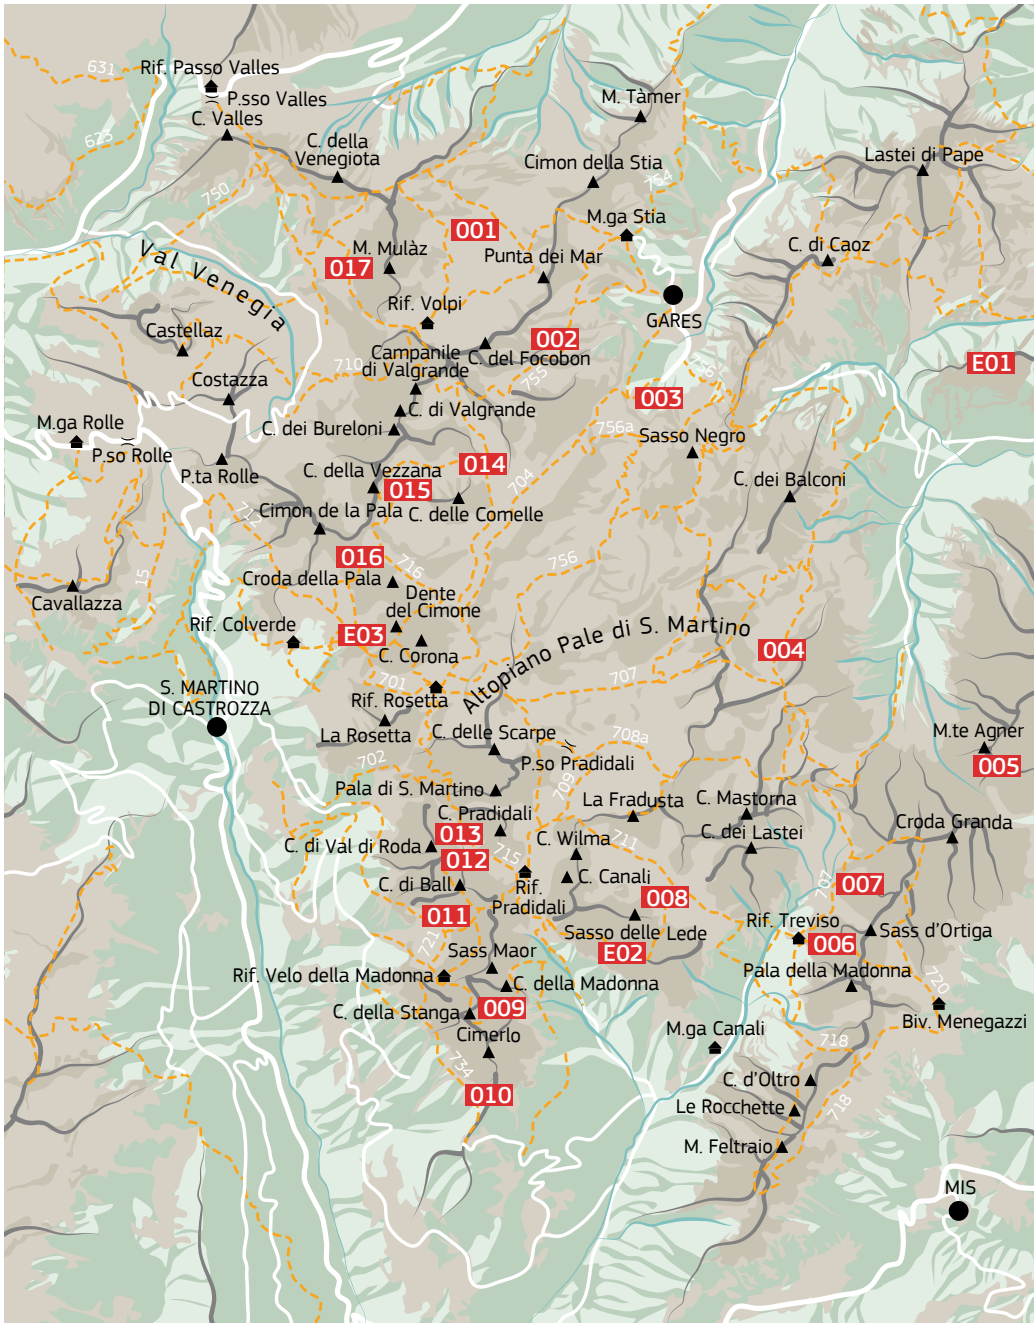 631
Rif. Passo Valles
P.sso Valles
C. Valles
623
M. Tàmer
C. della
Venegiota
Cimon della Stia
Lastei di Pape
750
754
M.ga Stia
001
Val Venegia
M. Mulàz
017
Punta dei Mar
C. di Caoz
Rif. Volpi
GARES
Castellaz
002
C. del Focobon
Campanile
di Valgrande
710
E01
Costazza
755
756
003
C. di Valgrande
M.ga Rolle
P.so Rolle
C. dei Bureloni
756a
Sasso Negro
P.ta Rolle
C. della Vezzana
014
015
704
C. dei Balconi
C. delle Comelle
712
Cimon de la Pala
016
716
756
Croda della Pala
15
Cavallazza
Dente
del Cimone
Rif. Colverde
E03
C. Corona
Altopiano Pale di S. Martino
004
701
707
S. MARTINO
DI CASTROZZA
Rif. Rosetta
La Rosetta
C. delle Scarpe
708a
M.te Agner
702
P.so Pradidali
005
709
Pala di S. Martino
La Fradusta
C. Mastorna
C. Pradidali
013
Croda Granda
C. di Val di Roda
C. Wilma
711
C. dei Lastei
012
715
C. di Ball
Rif.
Pradidali
C. Canali
707
007
011
008
Sasso delle Lede
Rif. Treviso
721
E02
006
Sass d'Ortiga
Sass Maor
Rif. Velo della Madonna
C. della Madonna
Pala della Madonna
720
009
C. della Stanga
Biv. Menegazzi
Cimerlo
M.ga Canali
718
734
C. d'Oltro
010
Le Rocchette
718
M. Feltraio
MIS